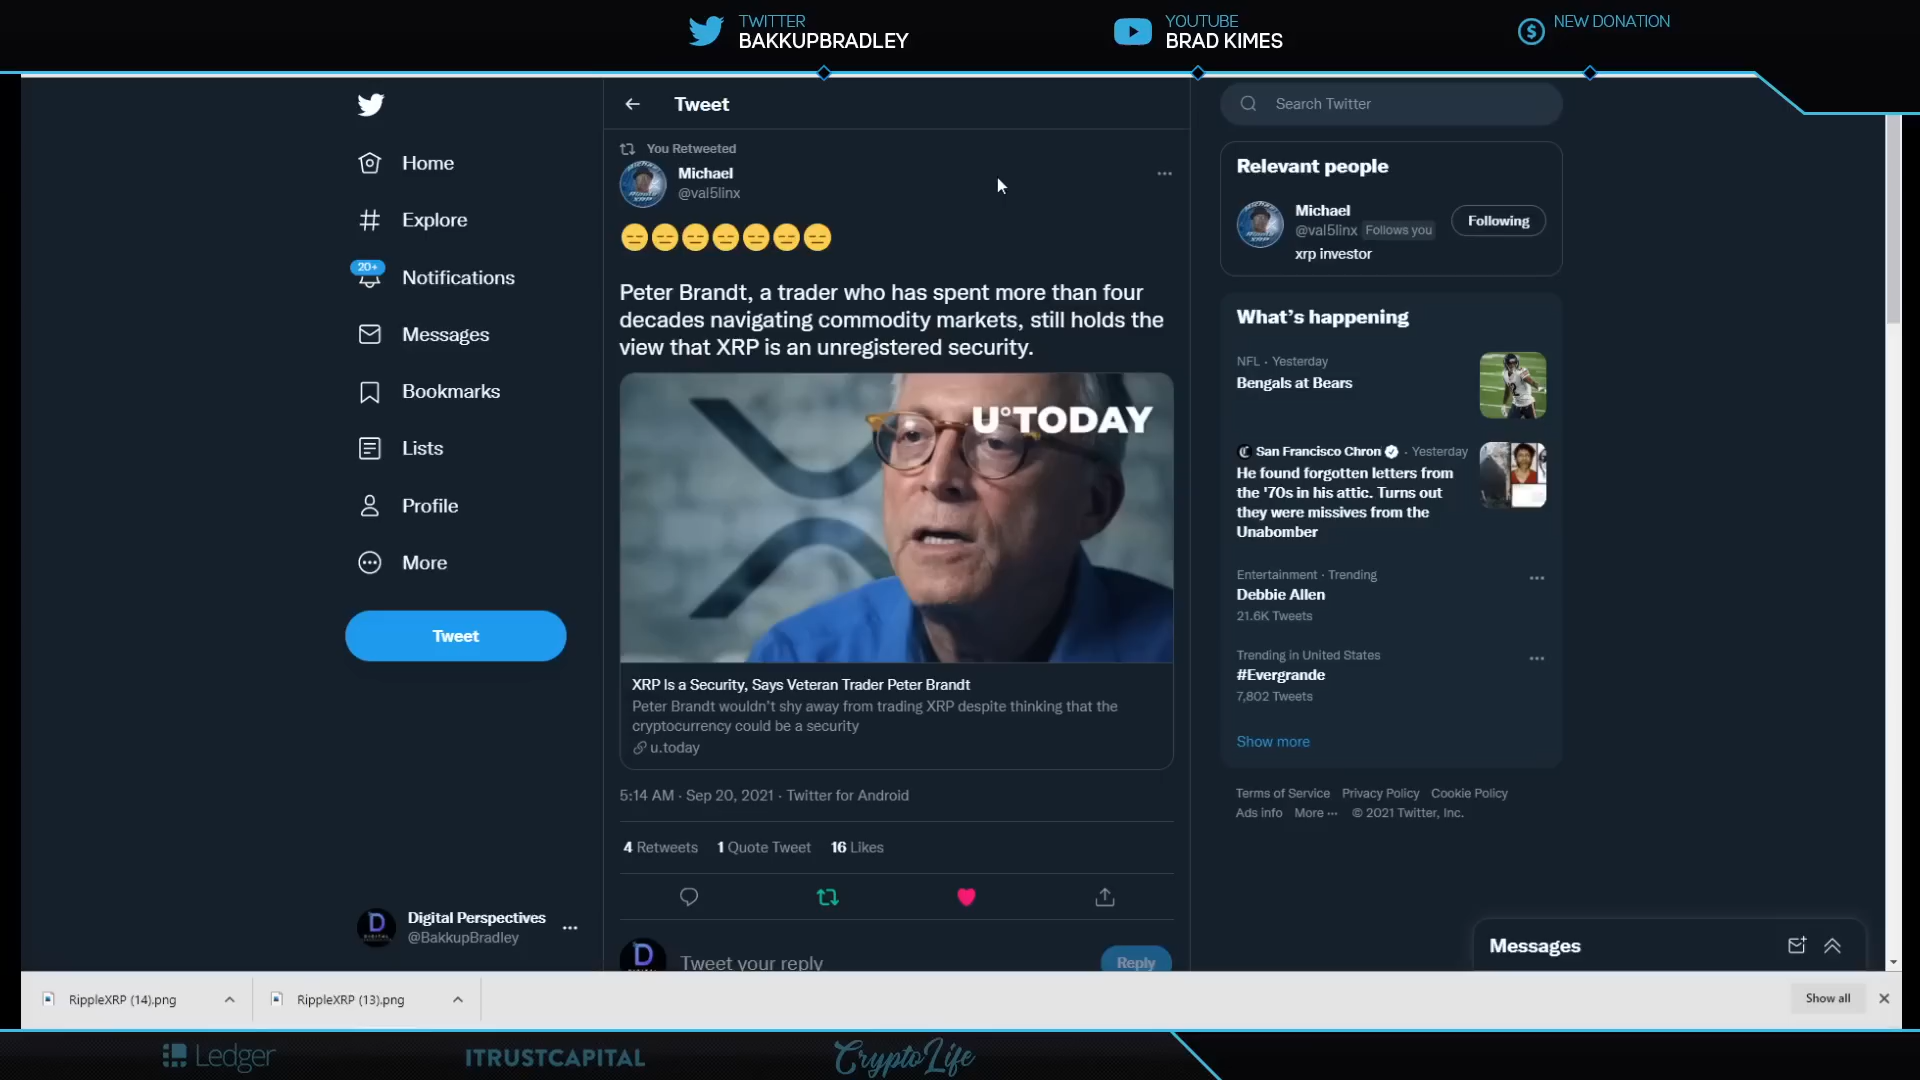 TWITTER
BAKKUPBRADLEY
YOUTUBE
BRAD KIMES
NEW DONATION
Home
Explore
20+
Notifications
Messages
Bookmarks
Lists
Profile
More
Tweet
Digital Perspectives
@BakkupBradley
Tweet
You Retweeted
Michael
@val5linx
Peter Brandt, a trader who has spent more than four
decades navigating commodity markets, still holds the
view that XRP is an unregistered security.
U°TODAY
XRP Is a Security, Says Veteran Trader Peter Brandt
Peter Brandt wouldn't shy away from trading XRP despite thinking that the
cryptocurrency could be a security
u.today
5:14 AM · Sep 20, 2021 · Twitter for Android
4 Retweets 1 Quote Tweet 16 Likes
Tweet your reply
Reply
Search Twitter
Relevant people
Michael
@val5linx Follows you
Following
xrp investor
What's happening
NFL · Yesterday
Bengals at Bears
San Francisco Chron · Yesterday
He found forgotten letters from
the '70s in his attic. Turns out
they were missives from the
Unabomber
Entertainment · Trending
Debbie Allen
21.6K Tweets
Trending in United States
#Evergrande
7,802 Tweets
Show more
Terms of Service Privacy Policy Cookie Policy
Ads info More ··· © 2021 Twitter, Inc.
Messages
RippleXRP (14).png
RippleXRP (13).png
Show all
Ledger
ITRUSTCAPITAL
CryptoLife